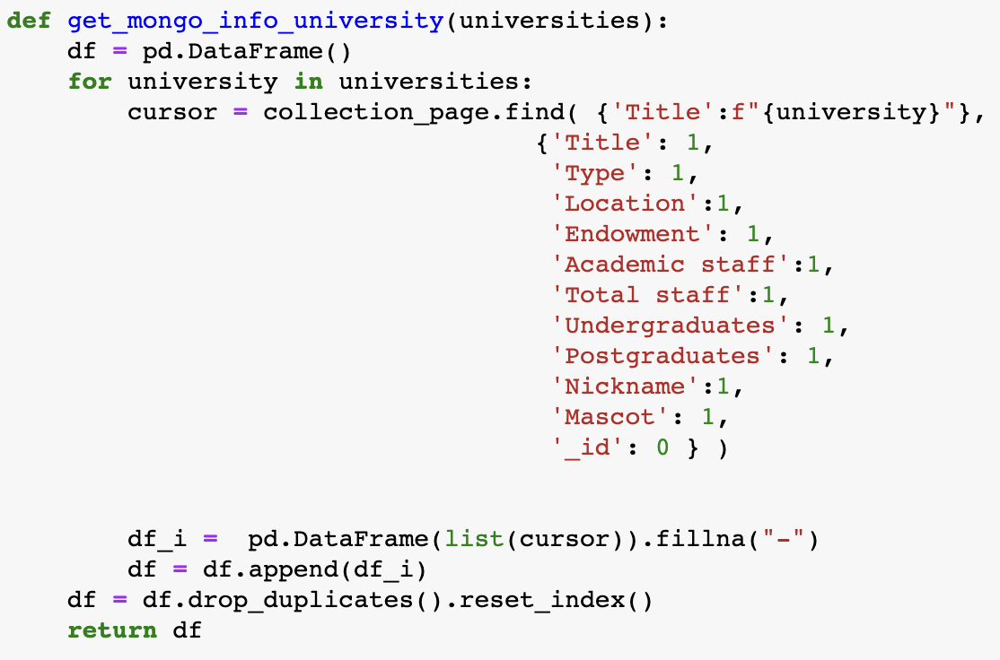 def get_mongo_info_university(universities):
    df = pd.DataFrame()
    for university in universities:
        cursor = collection_page.find( {'Title':f"{university}"},
                                   {'Title': 1,
                                    'Type': 1,
                                    'Location':1,
                                    'Endowment': 1,
                                    'Academic staff':1,
                                    'Total staff':1,
                                    'Undergraduates': 1,
                                    'Postgraduates': 1,
                                    'Nickname':1,
                                    'Mascot': 1,
                                    '_id': 0 } )
        df_i =  pd.DataFrame(list(cursor)).fillna("-")
        df = df.append(df_i)
    df = df.drop_duplicates().reset_index()
    return df